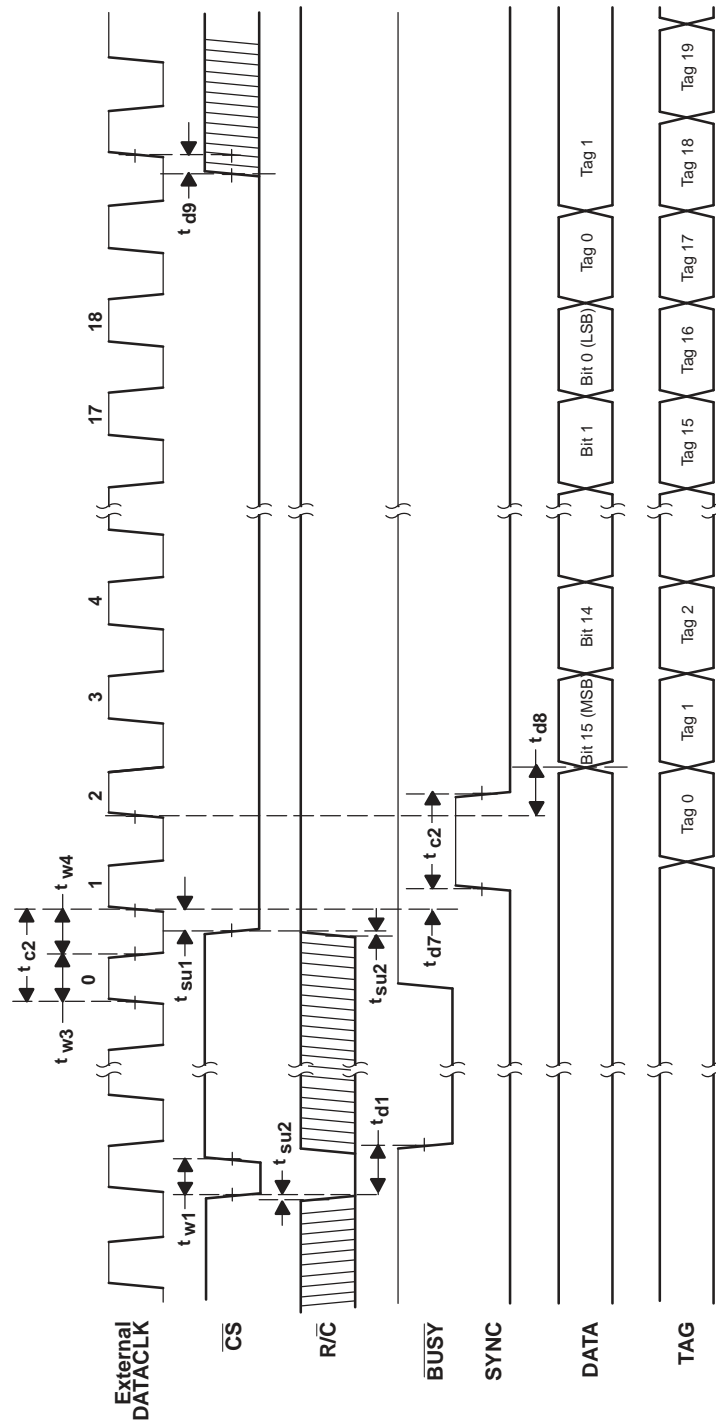 External
DATACLK
t w3
t c2
t w4
0
1
2
3
4
17
18
CS
t w1
t su1
t d9
R/C
t su2
t su2
BUSY
t d1
t d7
t c2
SYNC
t d8
DATA
Bit 15 (MSB)
Bit 14
Bit 1
Bit 0 (LSB)
Tag 0
Tag 1
TAG
Tag 0
Tag 1
Tag 2
Tag 15
Tag 16
Tag 17
Tag 18
Tag 19